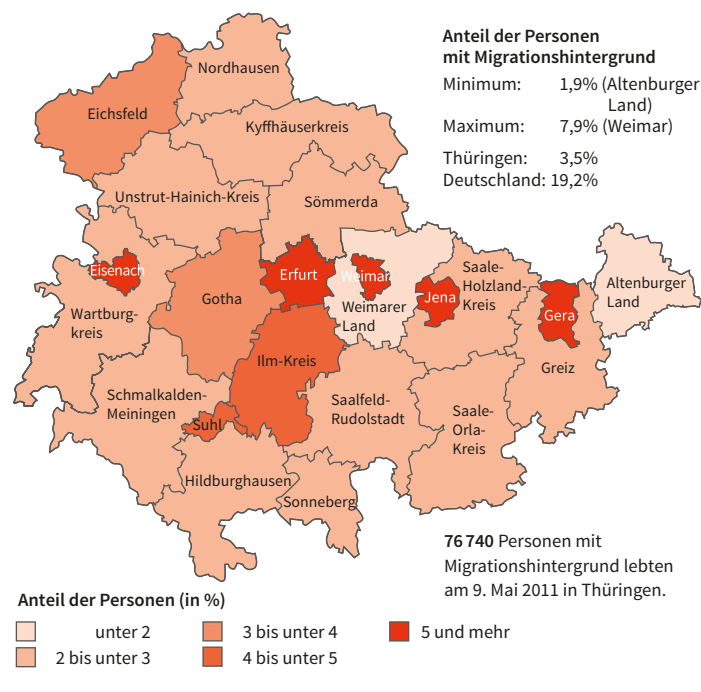 Anteil der Personen
mit Migrationshintergrund
Minimum: 1,9% (Altenburger
Land)
Maximum: 7,9% (Weimar)
Thüringen: 3,5%
Deutschland: 19,2%
Nordhausen
Eichsfeld
Kyffhäuserkreis
Unstrut-Hainich-Kreis
Sömmerda
Eisenach
Erfurt
Weimar
Weimarer
Land
Jena
Saale-
Holzland-
Kreis
Gera
Altenburger
Land
Gotha
Wartburg-
kreis
Ilm-Kreis
Greiz
Schmalkalden-
Meiningen
Suhl
Saalfeld-
Rudolstadt
Saale-
Orla-
Kreis
Hildburghausen
Sonneberg
76 740 Personen mit
Migrationshintergrund lebten
am 9. Mai 2011 in Thüringen.
Anteil der Personen (in %)
unter 2
3 bis unter 4
5 und mehr
2 bis unter 3
4 bis unter 5